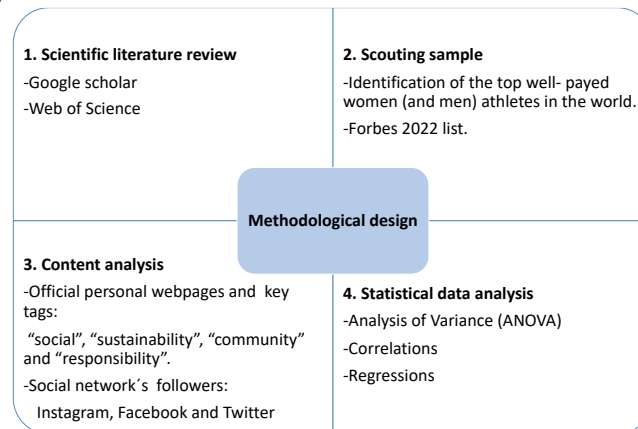 1. Scientific literature review
-Google scholar
-Web of Science
2. Scouting sample
-Identification of the top well- payed
women (and men) athletes in the world.
-Forbes 2022 list.
Methodological design
3. Content analysis
-Official personal webpages and key
tags:
“social”, “sustainability”, “community”
and “responsibility”.
-Social network´s followers:
Instagram, Facebook and Twitter
4. Statistical data analysis
-Analysis of Variance (ANOVA)
-Correlations
-Regressions